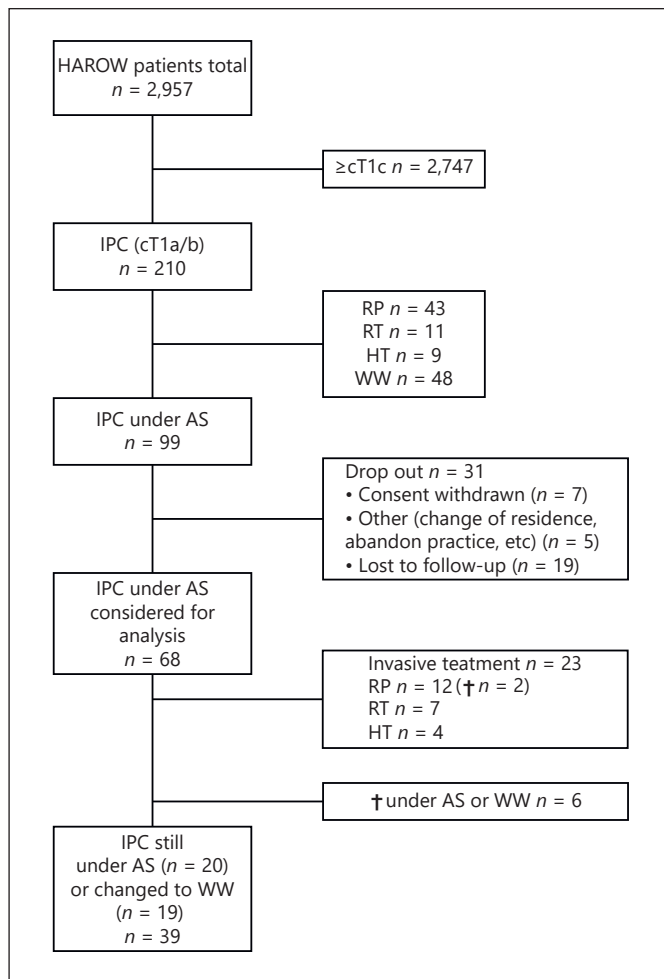 HAROW patients total
n = 2,957
≥cT1c n = 2,747
IPC (cT1a/b)
n = 210
RP n = 43
RT n = 11
HT n = 9
WW n = 48
IPC under AS
n = 99
Drop out n = 31
• Consent withdrawn (n = 7)
• Other (change of residence,
abandon practice, etc) (n = 5)
• Lost to follow-up (n = 19)
IPC under AS
considered for
analysis
n = 68
Invasive teatment n = 23
RP n = 12 († n = 2)
RT n = 7
HT n = 4
† under AS or WW n = 6
IPC still
under AS (n = 20)
or changed to WW
(n = 19)
n = 39